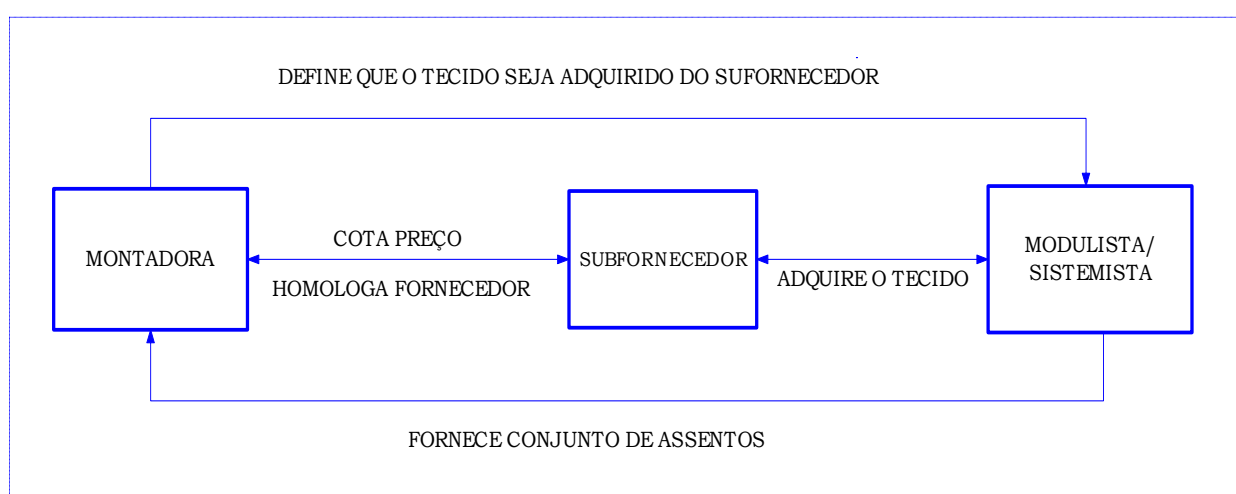 DEFINE QUE O TECIDO SEJA ADQUIRIDO DO SUFORNECEDOR
MONTADORA
COTA PREÇO
HOMOLOGA FORNECEDOR
SUBFORNECEDOR
ADQUIRE O TECIDO
MODULISTA/
SISTEMISTA
FORNECE CONJUNTO DE ASSENTOS